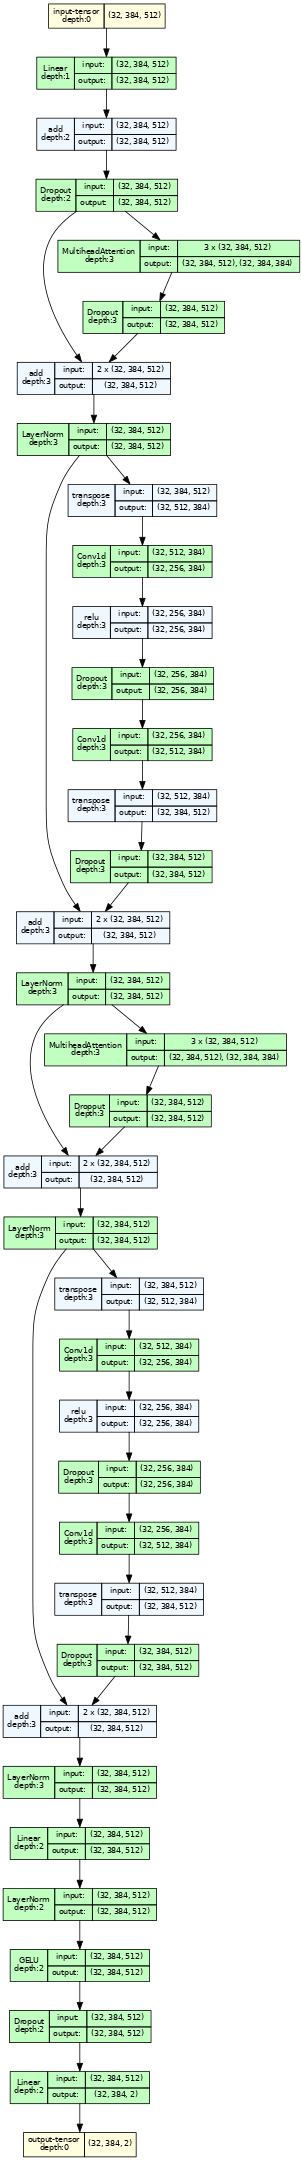 input-tensor depth:0 (32, 384, 512)
Linear depth:1 input: (32, 384, 512) output: (32, 384, 512)
add depth:2 input: (32, 384, 512) output: (32, 384, 512)
Dropout depth:2 input: (32, 384, 512) output: (32, 384, 512)
MultiheadAttention depth:3 input: 3 x (32, 384, 512) output: (32, 384, 512), (32, 384, 384)
Dropout depth:3 input: (32, 384, 512) output: (32, 384, 512)
add depth:3 input: 2 x (32, 384, 512) output: (32, 384, 512)
LayerNorm depth:3 input: (32, 384, 512) output: (32, 384, 512)
transpose depth:3 input: (32, 384, 512) output: (32, 512, 384)
Conv1d depth:3 input: (32, 512, 384) output: (32, 256, 384)
relu depth:3 input: (32, 256, 384) output: (32, 256, 384)
Dropout depth:3 input: (32, 256, 384) output: (32, 256, 384)
Conv1d depth:3 input: (32, 256, 384) output: (32, 512, 384)
transpose depth:3 input: (32, 512, 384) output: (32, 384, 512)
Dropout depth:3 input: (32, 384, 512) output: (32, 384, 512)
add depth:3 input: 2 x (32, 384, 512) output: (32, 384, 512)
LayerNorm depth:3 input: (32, 384, 512) output: (32, 384, 512)
MultiheadAttention depth:3 input: 3 x (32, 384, 512) output: (32, 384, 512), (32, 384, 384)
Dropout depth:3 input: (32, 384, 512) output: (32, 384, 512)
add depth:3 input: 2 x (32, 384, 512) output: (32, 384, 512)
LayerNorm depth:3 input: (32, 384, 512) output: (32, 384, 512)
transpose depth:3 input: (32, 384, 512) output: (32, 512, 384)
Conv1d depth:3 input: (32, 512, 384) output: (32, 256, 384)
relu depth:3 input: (32, 256, 384) output: (32, 256, 384)
Dropout depth:3 input: (32, 256, 384) output: (32, 256, 384)
Conv1d depth:3 input: (32, 256, 384) output: (32, 512, 384)
transpose depth:3 input: (32, 512, 384) output: (32, 384, 512)
Dropout depth:3 input: (32, 384, 512) output: (32, 384, 512)
add depth:3 input: 2 x (32, 384, 512) output: (32, 384, 512)
LayerNorm depth:3 input: (32, 384, 512) output: (32, 384, 512)
Linear depth:2 input: (32, 384, 512) output: (32, 384, 512)
LayerNorm depth:2 input: (32, 384, 512) output: (32, 384, 512)
GELU depth:2 input: (32, 384, 512) output: (32, 384, 512)
Dropout depth:2 input: (32, 384, 512) output: (32, 384, 512)
Linear depth:2 input: (32, 384, 512) output: (32, 384, 2)
output-tensor depth:0 (32, 384, 2)